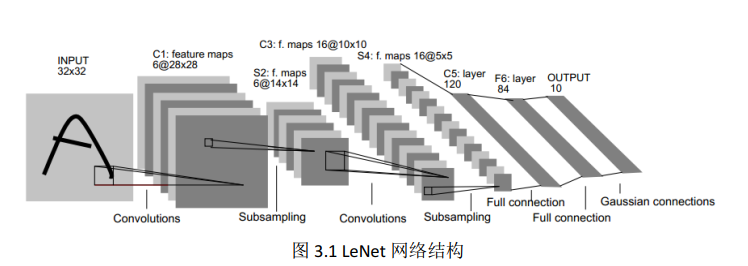 INPUT
32x32
C1: feature maps
6@28x28
S2: f. maps
6@14x14
C3: f. maps 16@10x10
S4: f. maps 16@5x5
C5: layer
120
F6: layer
84
OUTPUT
10
Convolutions
Subsampling
Convolutions
Subsampling
Full connection
Full connection
Gaussian connections
A
图 3.1 LeNet 网络结构